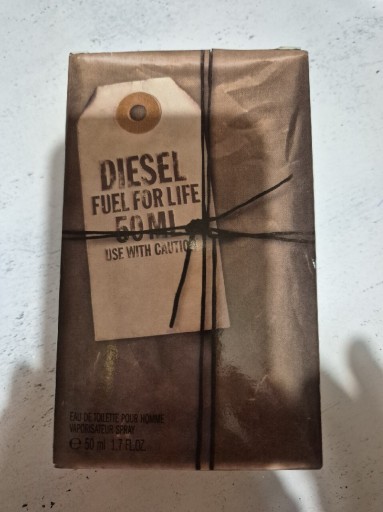 DIESEL
FUEL FOR LIFE
50 ML
USE WITH CAUTION
EAU DE TOILETTE POUR HOMME
VAPORISATEUR SPRAY
e 50 ml 1.7 FL.OZ.